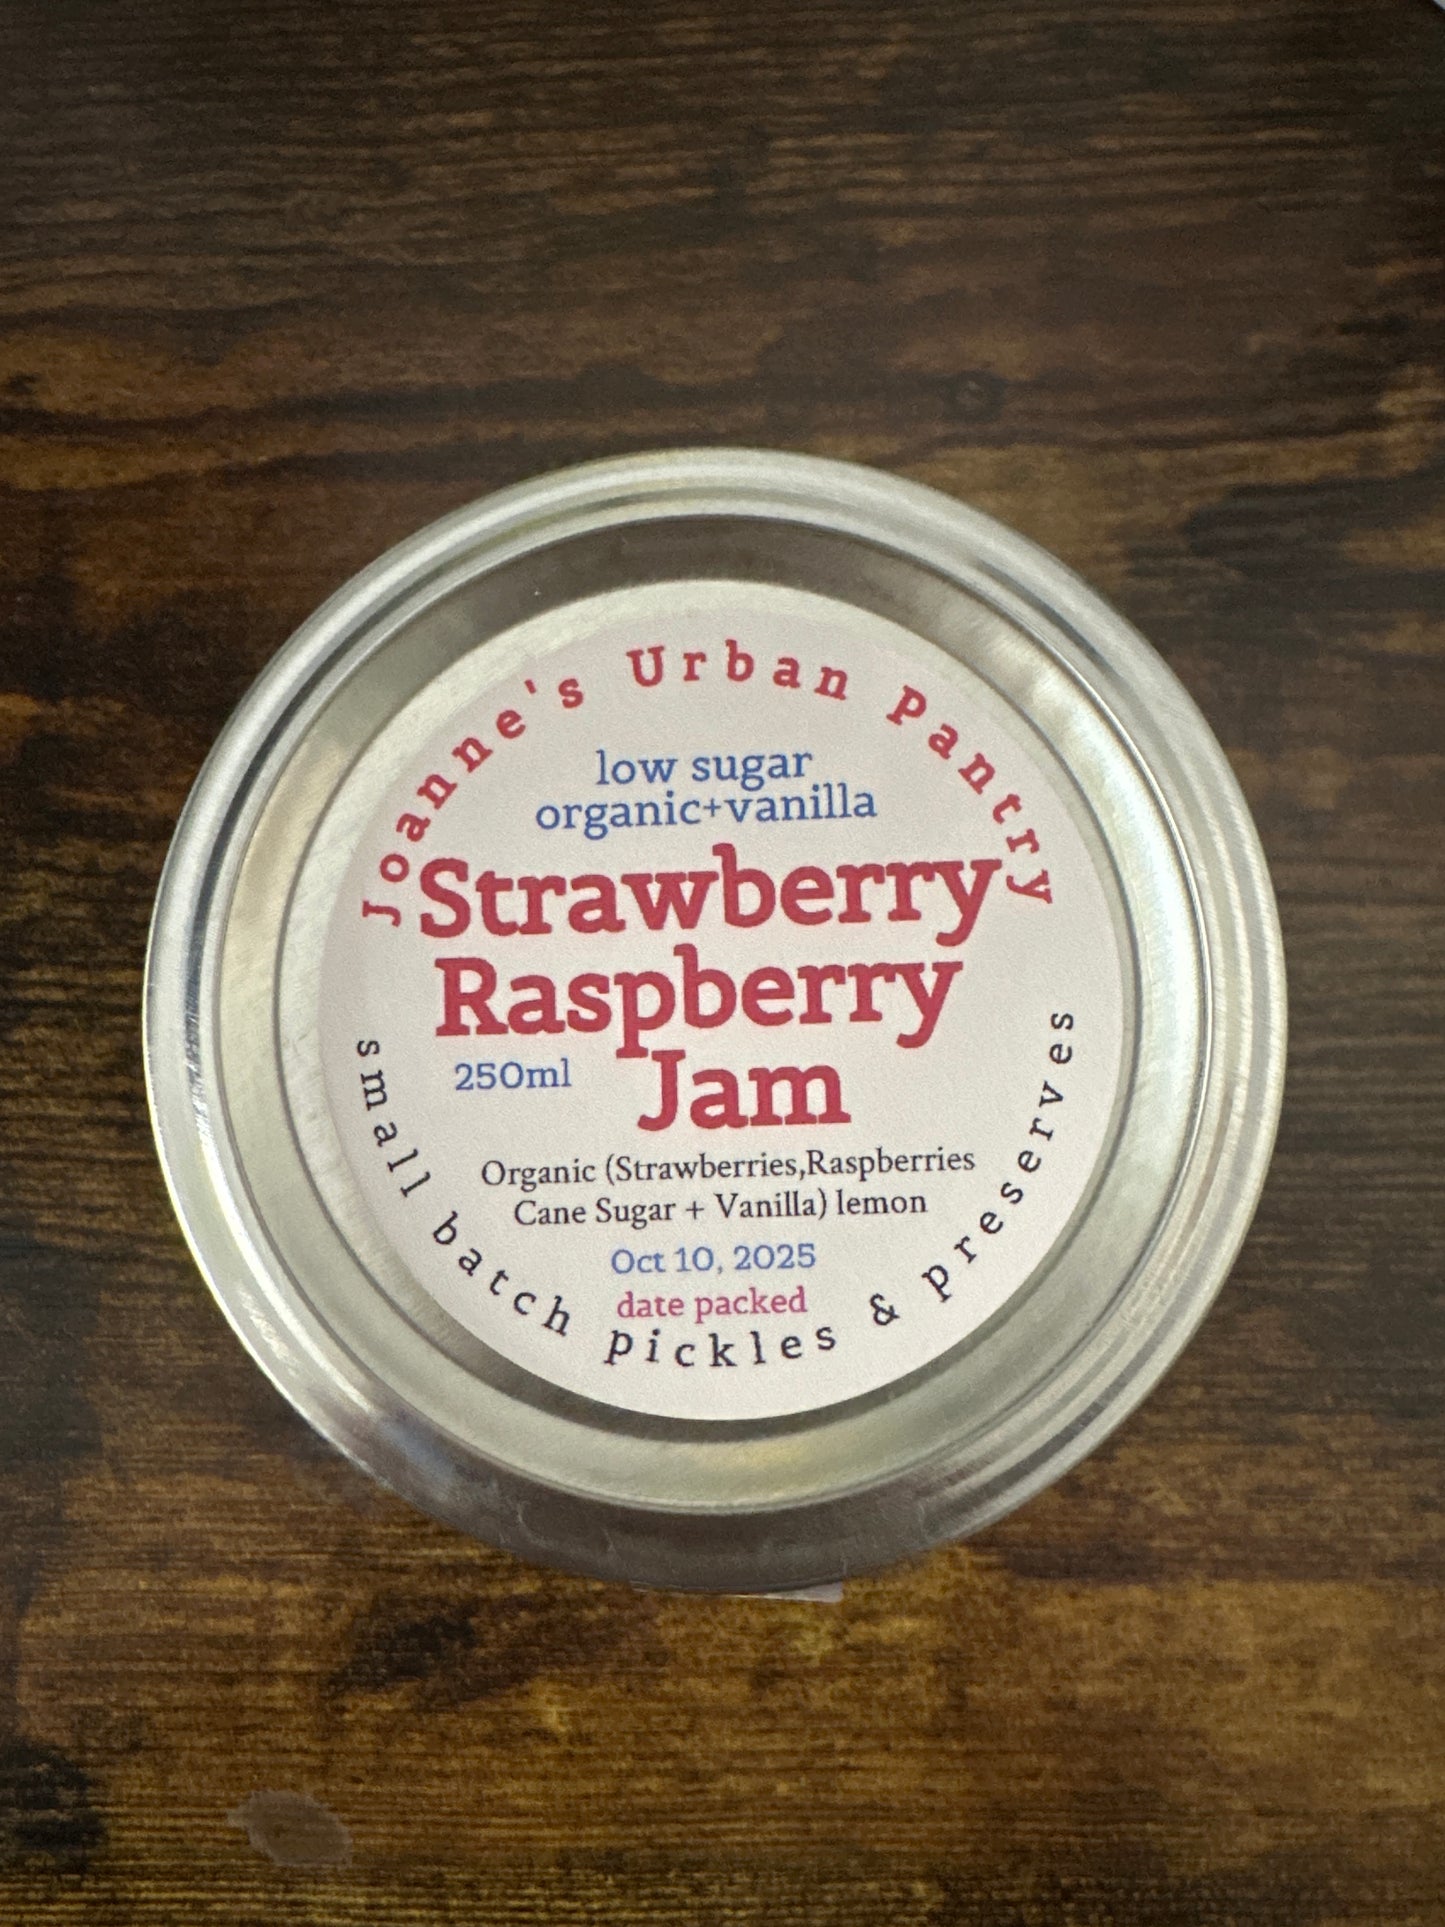 Joanne's Urban Pantry
low sugar
organic+vanilla
Strawberry
Raspberry
Jam
250ml
Organic (Strawberries,Raspberries
Cane Sugar + Vanilla) lemon
Oct 10, 2025
date packed
small batch pickles & preserves